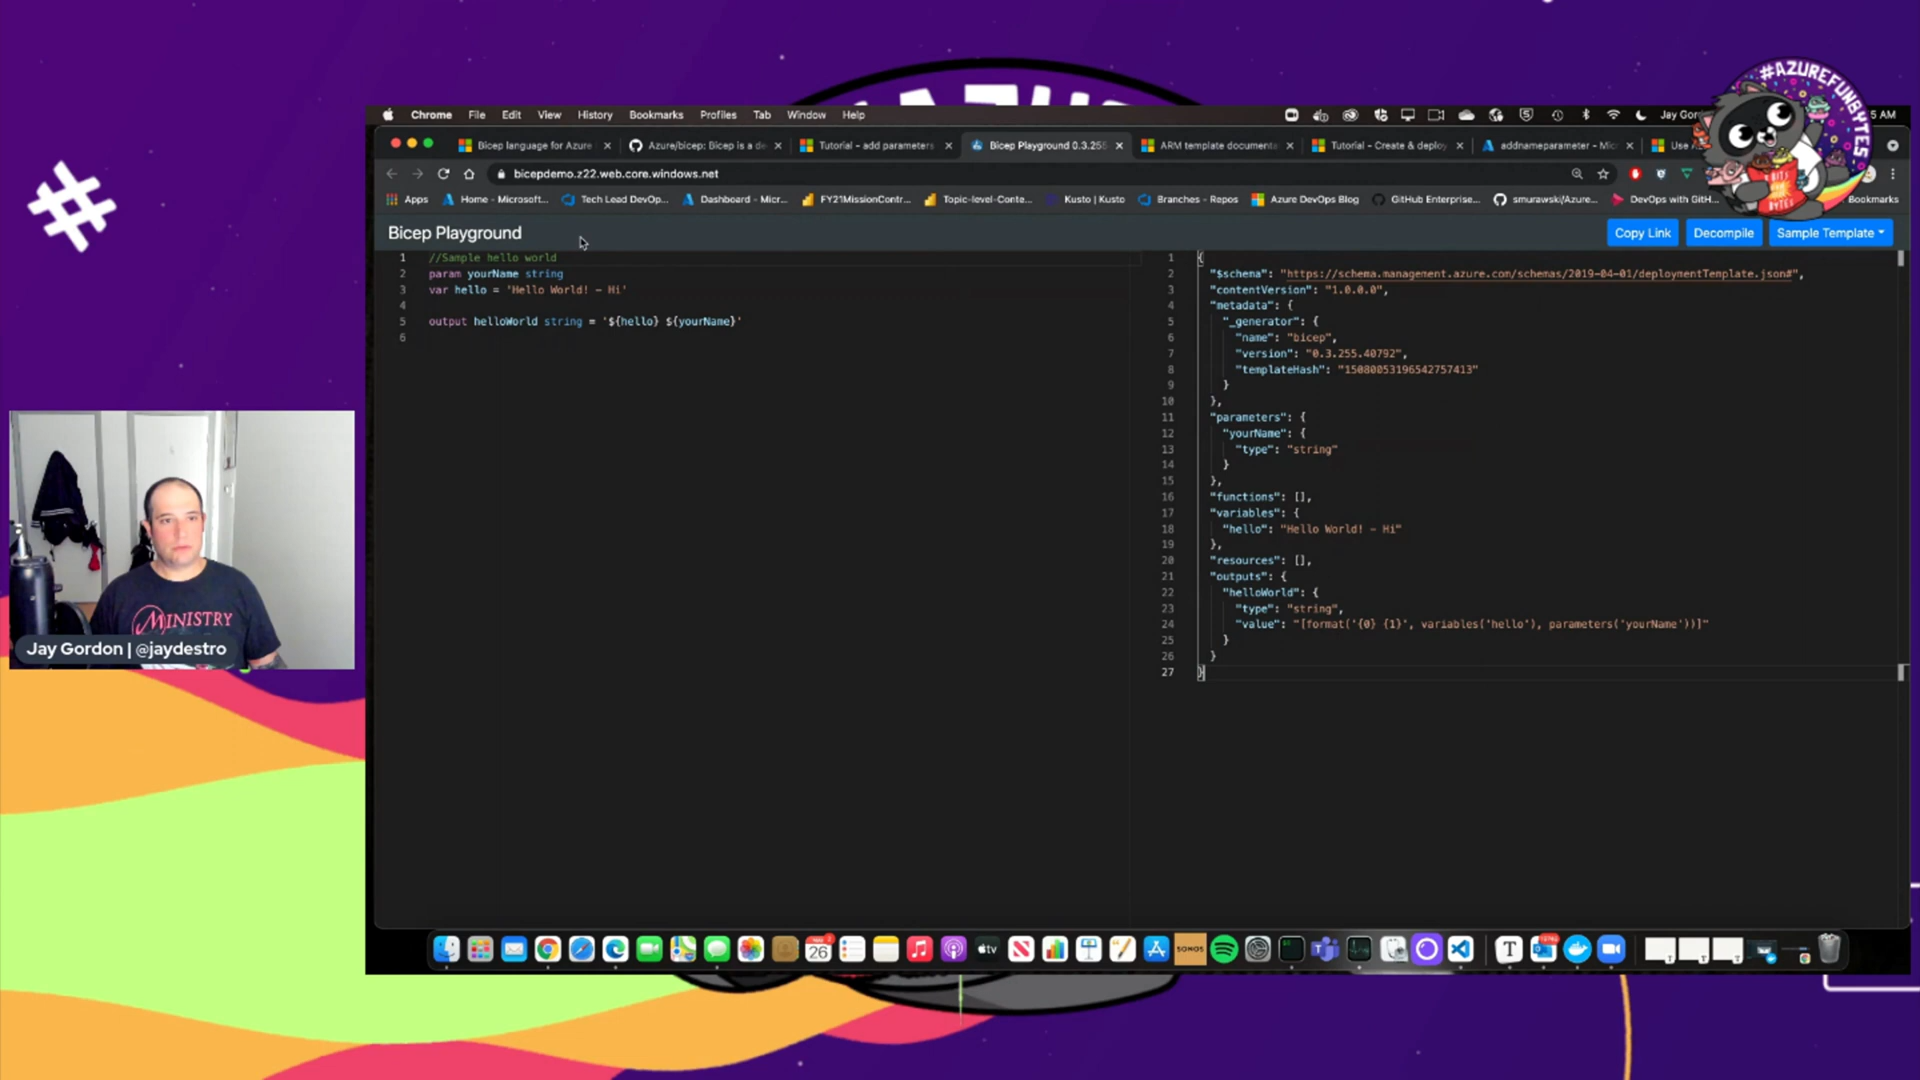 #AZUREFUNBYTES
Chrome File Edit View History Bookmarks Profiles Tab Window Help
5 AM
Bicep language for Azure
Azure/bicep: Bicep is a de
Tutorial - add parameters
Bicep Playground 0.3.255
ARM template documenta
Tutorial - Create & deploy
addnameparameter - Mic
bicepdemo.z22.web.core.windows.net
Apps
Home - Microsoft...
Tech Lead DevOp...
Dashboard - Micr...
FY21MissionContr...
Topic-level-Conte...
Kusto | Kusto
Branches - Repos
Azure DevOps Blog
GitHub Enterprise...
smurawski/Azure...
DevOps with GitH...
Bookmarks
Bicep Playground
Copy Link
Decompile
Sample Template
1 //Sample hello world
2 param yourName string
3 var hello = 'Hello World! - Hi'
4
5 output helloWorld string = '${hello} ${yourName}'
6
1 {
2 "$schema": "https://schema.management.azure.com/schemas/2019-04-01/deploymentTemplate.json#",
3 "contentVersion": "1.0.0.0",
4 "metadata": {
5 "_generator": {
6 "name": "bicep",
7 "version": "0.3.255.40792",
8 "templateHash": "15080053196542757413"
9 }
10 },
11 "parameters": {
12 "yourName": {
13 "type": "string"
14 }
15 },
16 "functions": [],
17 "variables": {
18 "hello": "Hello World! - Hi"
19 },
20 "resources": [],
21 "outputs": {
22 "helloWorld": {
23 "type": "string",
24 "value": "[format('{0} {1}', variables('hello'), parameters('yourName'))]"
25 }
26 }
27 }
MINISTRY
Jay Gordon | @jaydestro
26
tv
SONOS